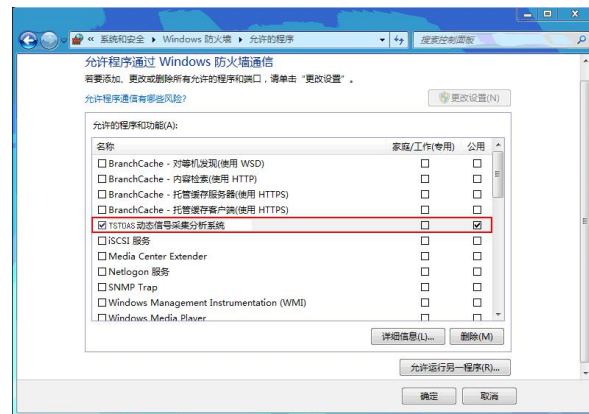 « 系统和安全 ▸ Windows 防火墙 ▸ 允许的程序
搜索控制面板
允许程序通过 Windows 防火墙通信
若要添加、更改或删除所有允许的程序和端口，请单击“更改设置”。
允许程序通信有哪些风险?
更改设置(N)
允许的程序和功能(A):
名称 家庭/工作(专用) 公用
BranchCache - 对等机发现(使用 WSD)
BranchCache - 内容检索(使用 HTTP)
BranchCache - 托管缓存服务器(使用 HTTPS)
BranchCache - 托管缓存客户端(使用 HTTPS)
TSTDAS 动态信号采集分析系统
iSCSI 服务
Media Center Extender
Netlogon 服务
SNMP Trap
Windows Management Instrumentation (WMI)
Windows Media Player
详细信息(L)... 删除(M)
允许运行另一程序(R)...
确定 取消